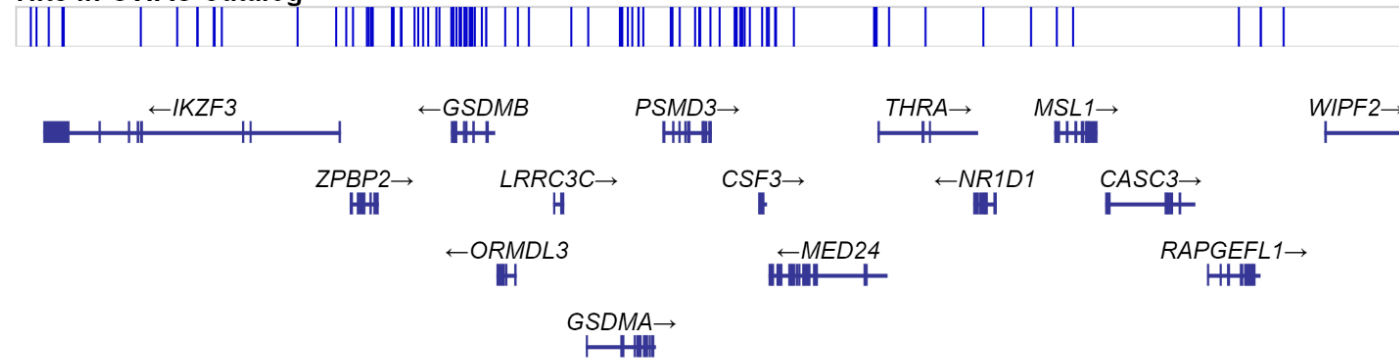 ←IKZF3 ←GSDMB PSMD3→ THRA→ MSL1→ WIPF2→
ZPBP2→ LRRC3C→ CSF3→ ←NR1D1 CASC3→
←ORMDL3 ←MED24 RAPGEFL1→
GSDMA→